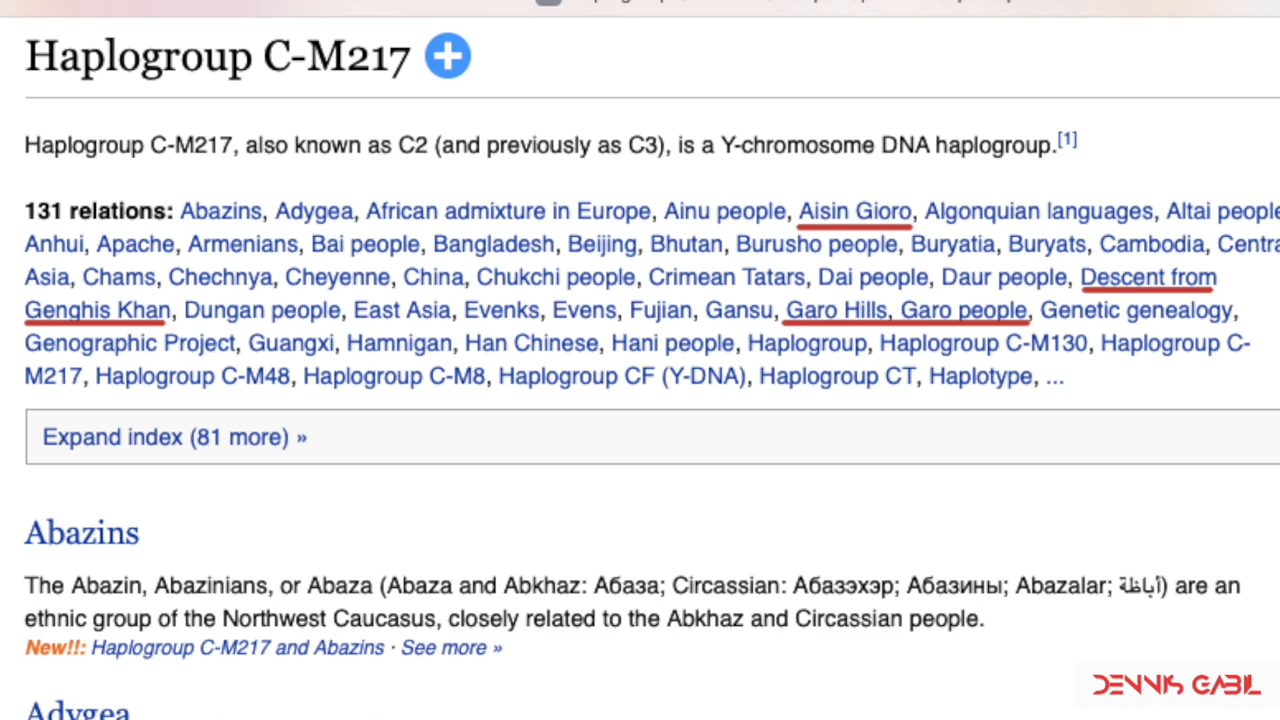 Haplogroup C-M217
Haplogroup C-M217, also known as C2 (and previously as C3), is a Y-chromosome DNA haplogroup.[1]
131 relations: Abazins, Adygea, African admixture in Europe, Ainu people, Aisin Gioro, Algonquian languages, Altai people
Anhui, Apache, Armenians, Bai people, Bangladesh, Beijing, Bhutan, Burusho people, Buryatia, Buryats, Cambodia, Centra
Asia, Chams, Chechnya, Cheyenne, China, Chukchi people, Crimean Tatars, Dai people, Daur people, Descent from
Genghis Khan, Dungan people, East Asia, Evenks, Evens, Fujian, Gansu, Garo Hills, Garo people, Genetic genealogy,
Genographic Project, Guangxi, Hamnigan, Han Chinese, Hani people, Haplogroup, Haplogroup C-M130, Haplogroup C-
M217, Haplogroup C-M48, Haplogroup C-M8, Haplogroup CF (Y-DNA), Haplogroup CT, Haplotype, ...
Expand index (81 more) »
Abazins
The Abazin, Abazinians, or Abaza (Abaza and Abkhaz: Абаза; Circassian: Абазэхэр; Абазины; Abazalar; أباظة) are an
ethnic group of the Northwest Caucasus, closely related to the Abkhaz and Circassian people.
New!!: Haplogroup C-M217 and Abazins · See more »
Adygea
DENNIS GABIL